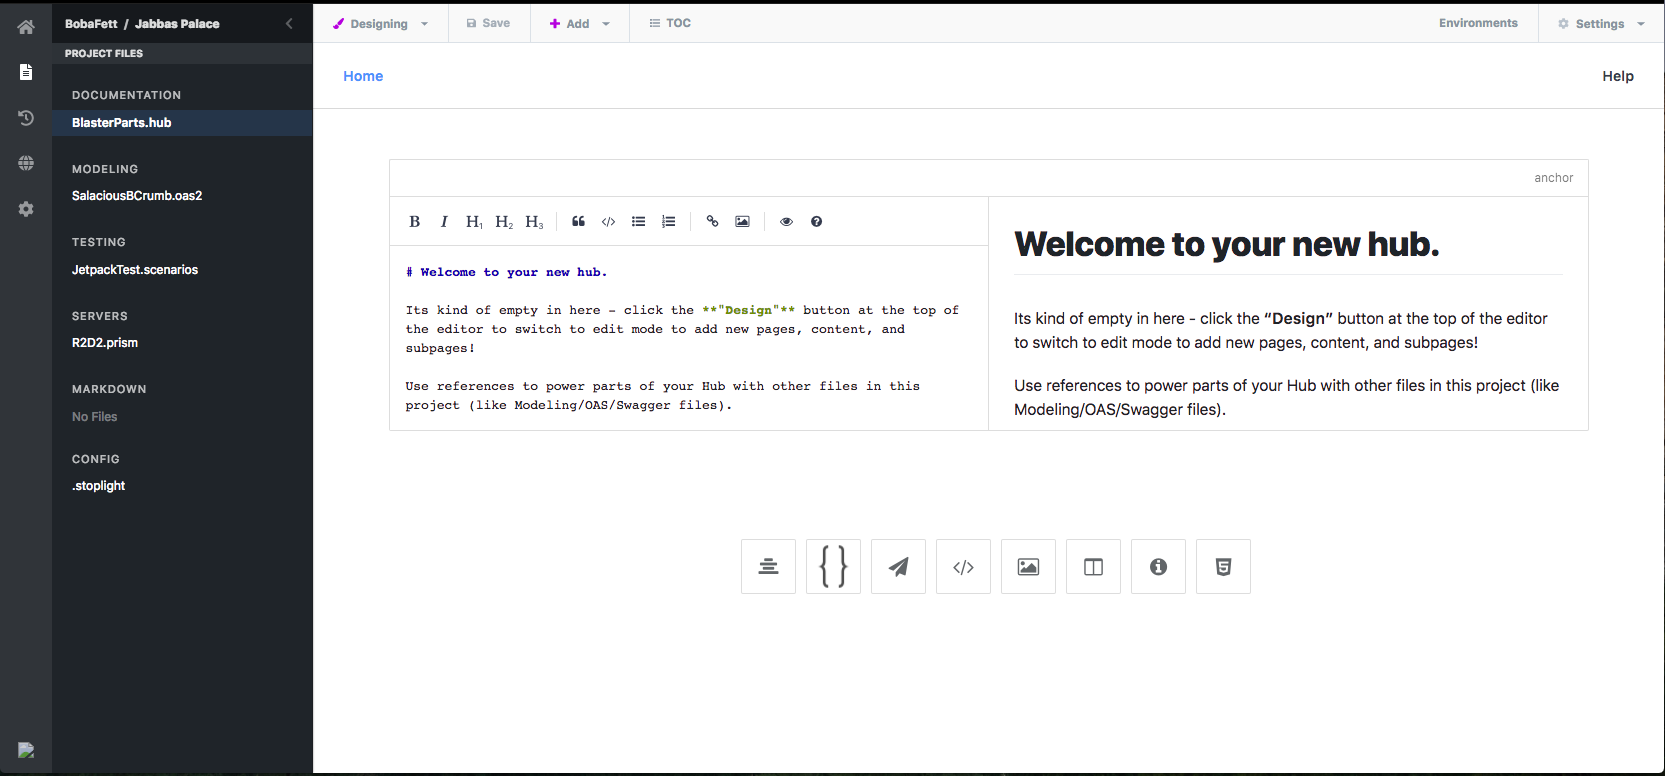 BobaFett / Jabbas Palace
PROJECT FILES
DOCUMENTATION
BlasterParts.hub
MODELING
SalaciousBCrumb.oas2
TESTING
JetpackTest.scenarios
SERVERS
R2D2.prism
MARKDOWN
No Files
CONFIG
.stoplight
Designing Save Add TOC Environments Settings
Home Help
anchor
B I H1 H2 H3
# Welcome to your new hub.
Its kind of empty in here - click the **"Design"** button at the top of
the editor to switch to edit mode to add new pages, content, and
subpages!
Use references to power parts of your Hub with other files in this
project (like Modeling/OAS/Swagger files).
Welcome to your new hub.
Its kind of empty in here - click the “Design” button at the top of the editor
to switch to edit mode to add new pages, content, and subpages!
Use references to power parts of your Hub with other files in this project (like
Modeling/OAS/Swagger files).